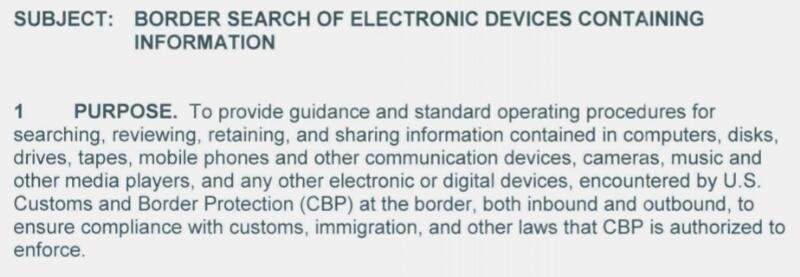 SUBJECT: BORDER SEARCH OF ELECTRONIC DEVICES CONTAINING
INFORMATION
1 PURPOSE. To provide guidance and standard operating procedures for
searching, reviewing, retaining, and sharing information contained in computers, disks,
drives, tapes, mobile phones and other communication devices, cameras, music and
other media players, and any other electronic or digital devices, encountered by U.S.
Customs and Border Protection (CBP) at the border, both inbound and outbound, to
ensure compliance with customs, immigration, and other laws that CBP is authorized to
enforce.